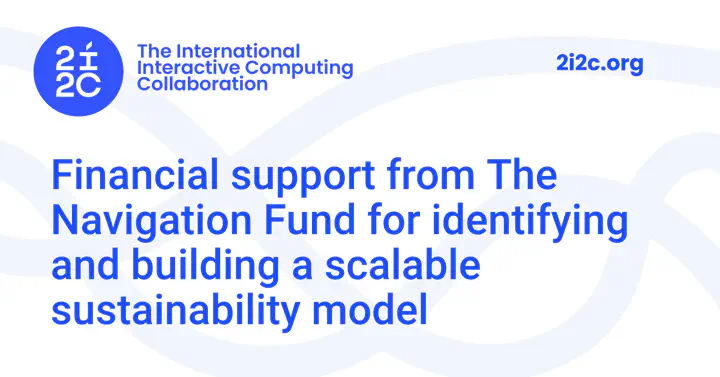 2i2c
The International
Interactive Computing
Collaboration
2i2c.org
Financial support from The
Navigation Fund for identifying
and building a scalable
sustainability model